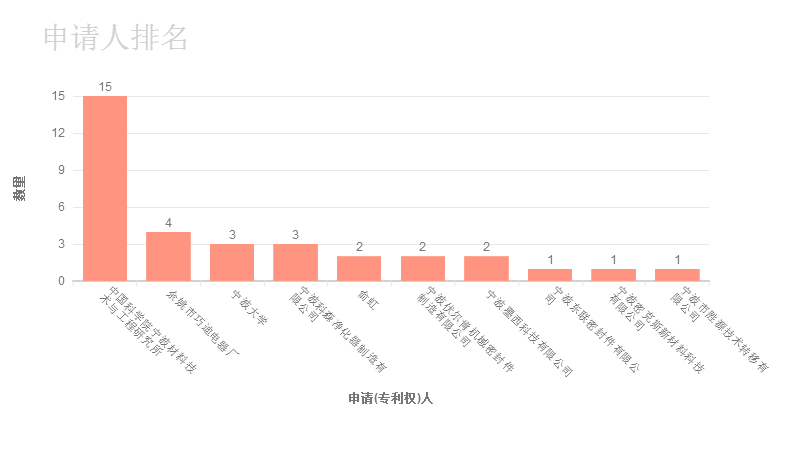 申请人排名
15
12
9
6
3
0
数量
15
4
3
3
2
2
2
1
1
1
中国科学院宁波材料科技
术与工程研究所
余姚市巧迪电器厂
宁波大学
宁波科森净化器制造有
限公司
俞虹
宁波伏尔肯机械密封件
制造有限公司
宁波墨西科技有限公司
宁波东联密封件有限公
司
宁波密克斯新材料科技
有限公司
宁波市胜源技术转移有
限公司
申请(专利权)人